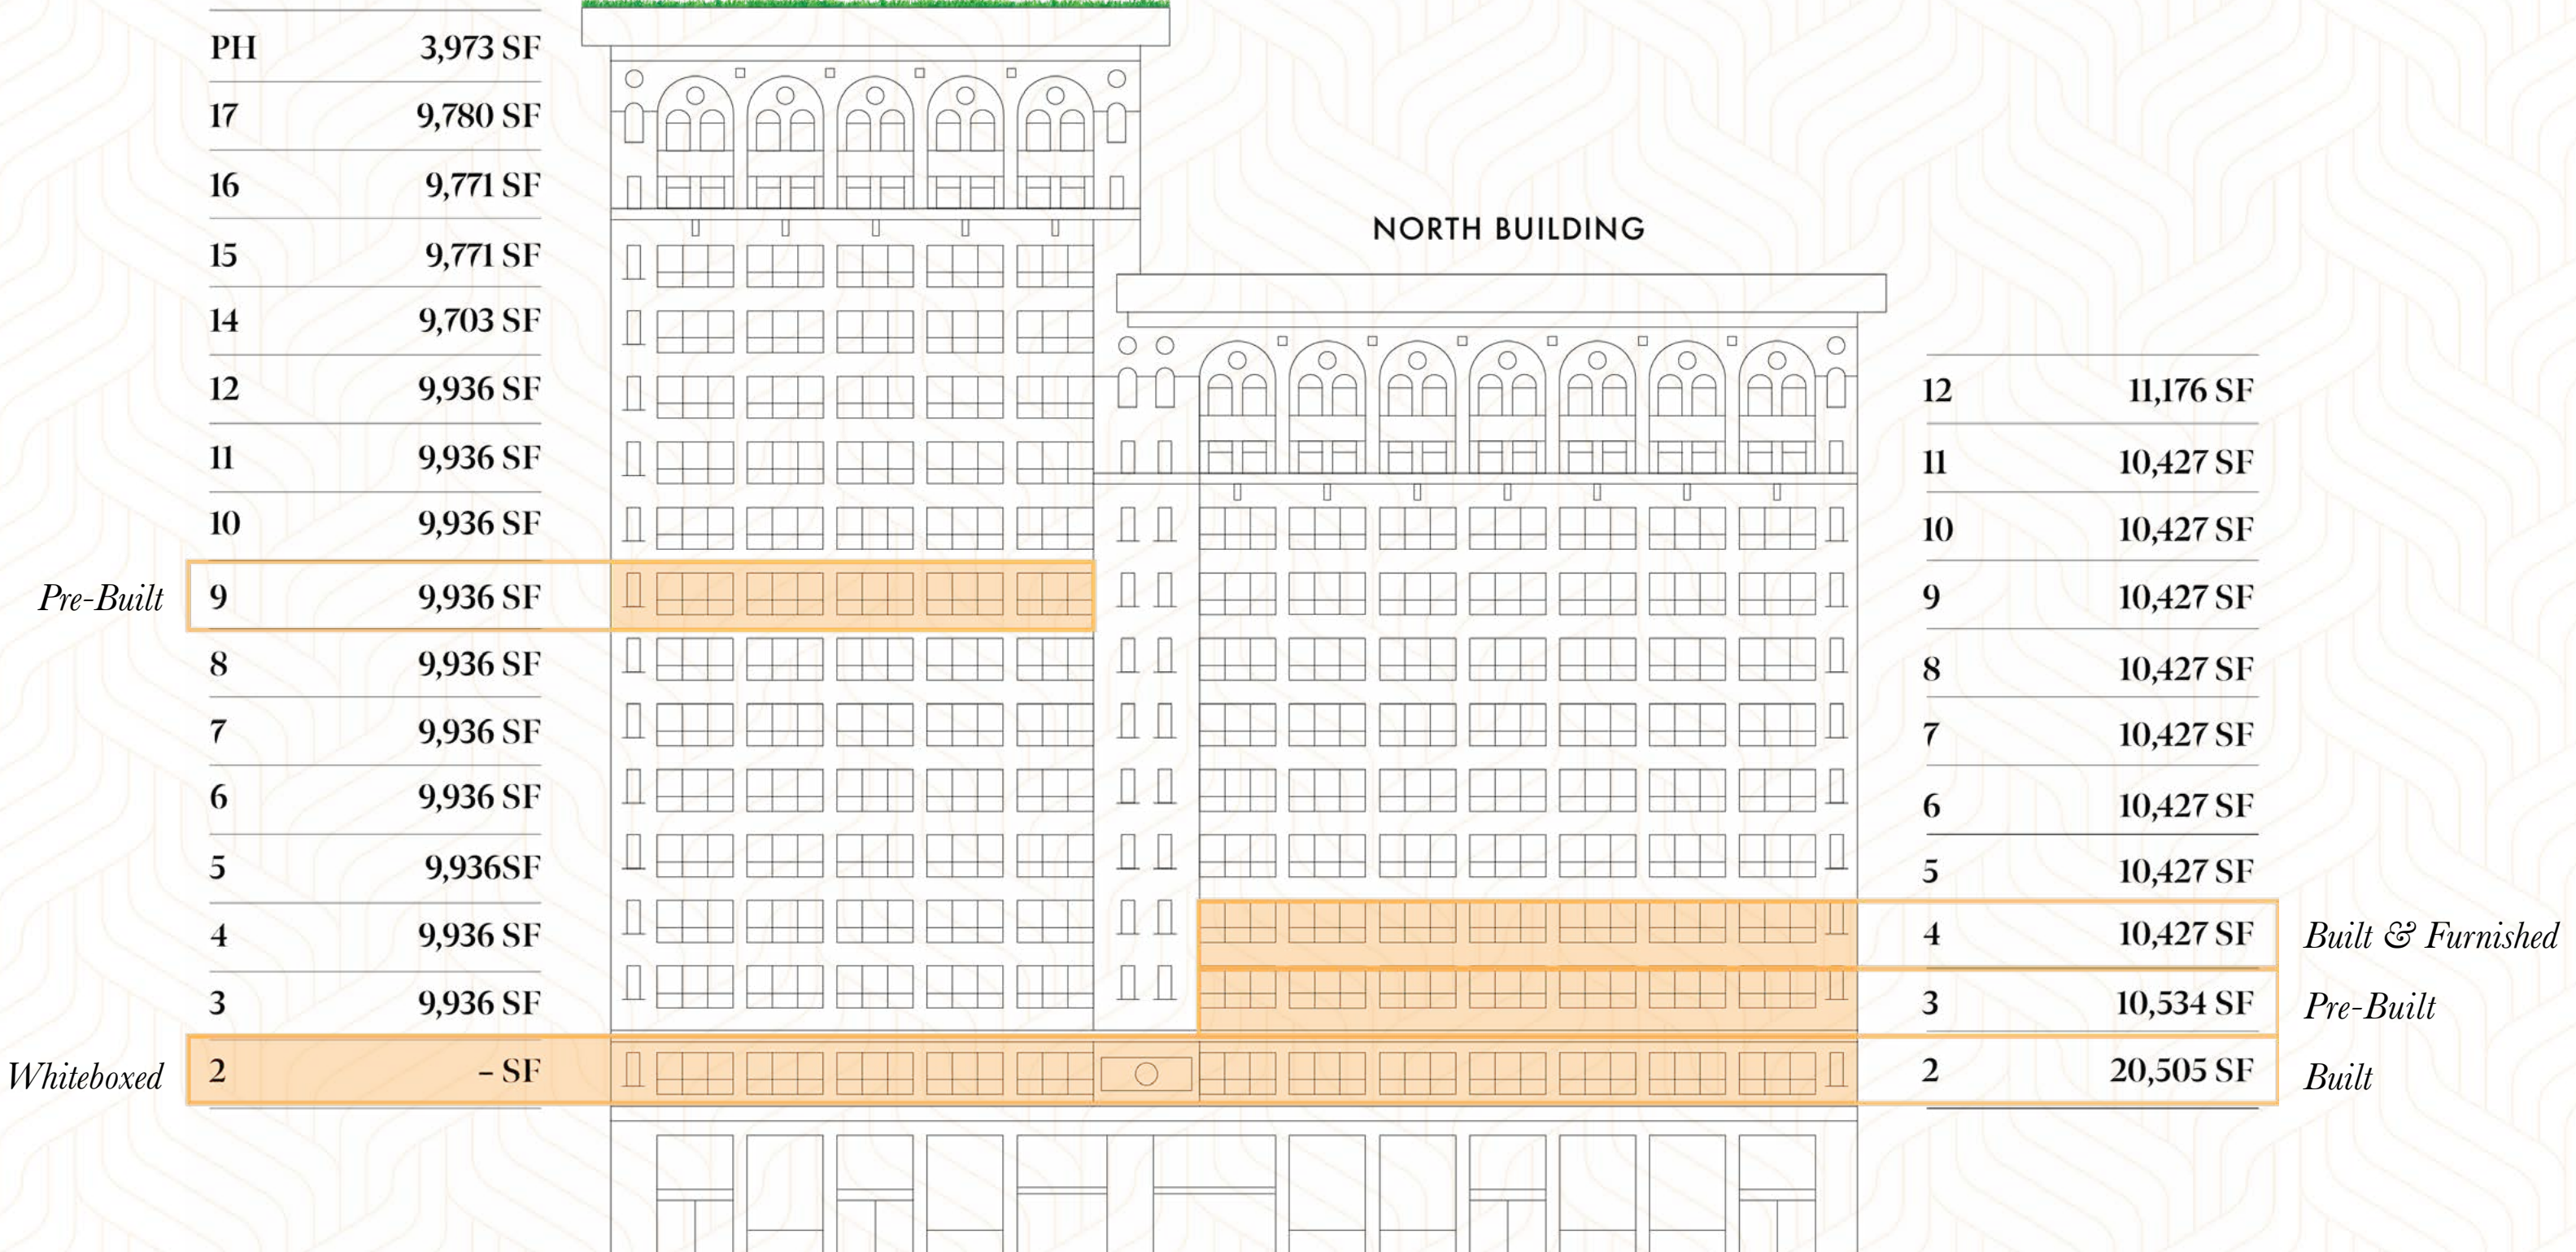 PH 3,973 SF
17 9,780 SF
16 9,771 SF
15 9,771 SF
14 9,703 SF
12 9,936 SF
11 9,936 SF
10 9,936 SF
Pre-Built 9 9,936 SF
8 9,936 SF
7 9,936 SF
6 9,936 SF
5 9,936SF
4 9,936 SF
3 9,936 SF
Whiteboxed 2 – SF
NORTH BUILDING
12 11,176 SF
11 10,427 SF
10 10,427 SF
9 10,427 SF
8 10,427 SF
7 10,427 SF
6 10,427 SF
5 10,427 SF
4 10,427 SF Built & Furnished
3 10,534 SF Pre-Built
2 20,505 SF Built